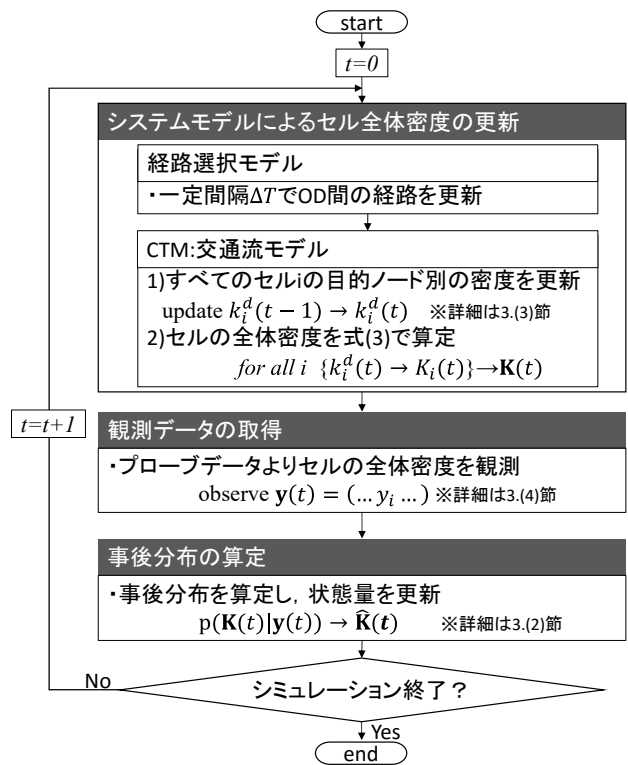 start
t=0
システムモデルによるセル全体密度の更新
経路選択モデル
・一定間隔ΔTでOD間の経路を更新
CTM:交通流モデル
1)すべてのセルiの目的ノード別の密度を更新
update k_i^d(t − 1) → k_i^d(t) ※詳細は3.(3)節
2)セルの全体密度を式(3)で算定
for all i {k_i^d(t) → K_i(t)}→K(t)
t=t+1
観測データの取得
・プローブデータよりセルの全体密度を観測
observe y(t) = (… y_i …) ※詳細は3.(4)節
事後分布の算定
・事後分布を算定し，状態量を更新
p(K(t)|y(t)) → K̂(t) ※詳細は3.(2)節
No
シミュレーション終了？
Yes
end